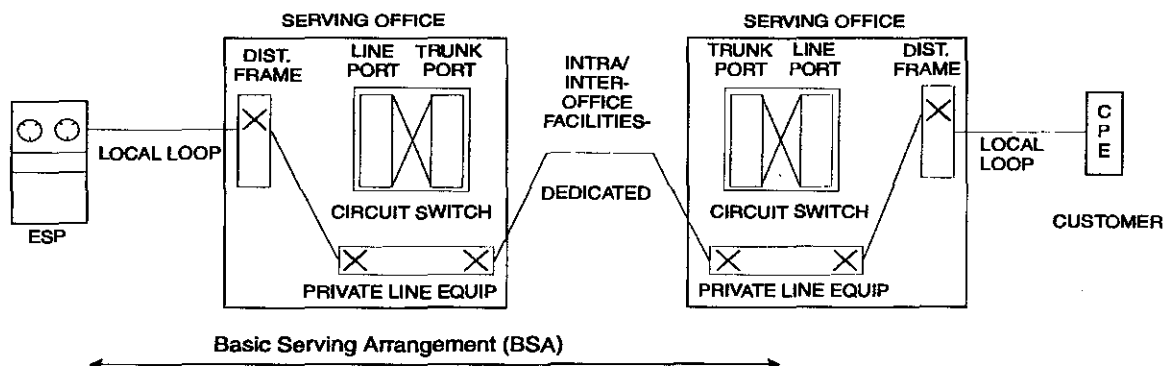 SERVING OFFICE
SERVING OFFICE
DIST.
FRAME
LINE
PORT
TRUNK
PORT
INTRA/
INTER-
OFFICE
FACILITIES-
TRUNK
PORT
LINE
PORT
DIST.
FRAME
LOCAL LOOP
CIRCUIT SWITCH
DEDICATED
CIRCUIT SWITCH
LOCAL
LOOP
CPE
ESP
CUSTOMER
PRIVATE LINE EQUIP
PRIVATE LINE EQUIP
Basic Serving Arrangement (BSA)